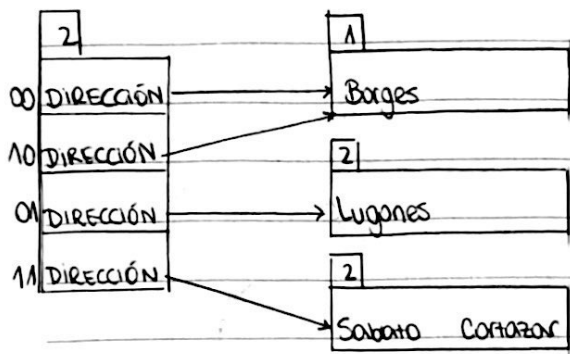 2
1
00 DIRECCIÓN
Borges
10 DIRECCIÓN
2
01 DIRECCIÓN
Lugones
2
11 DIRECCIÓN
Sabato Cortazar